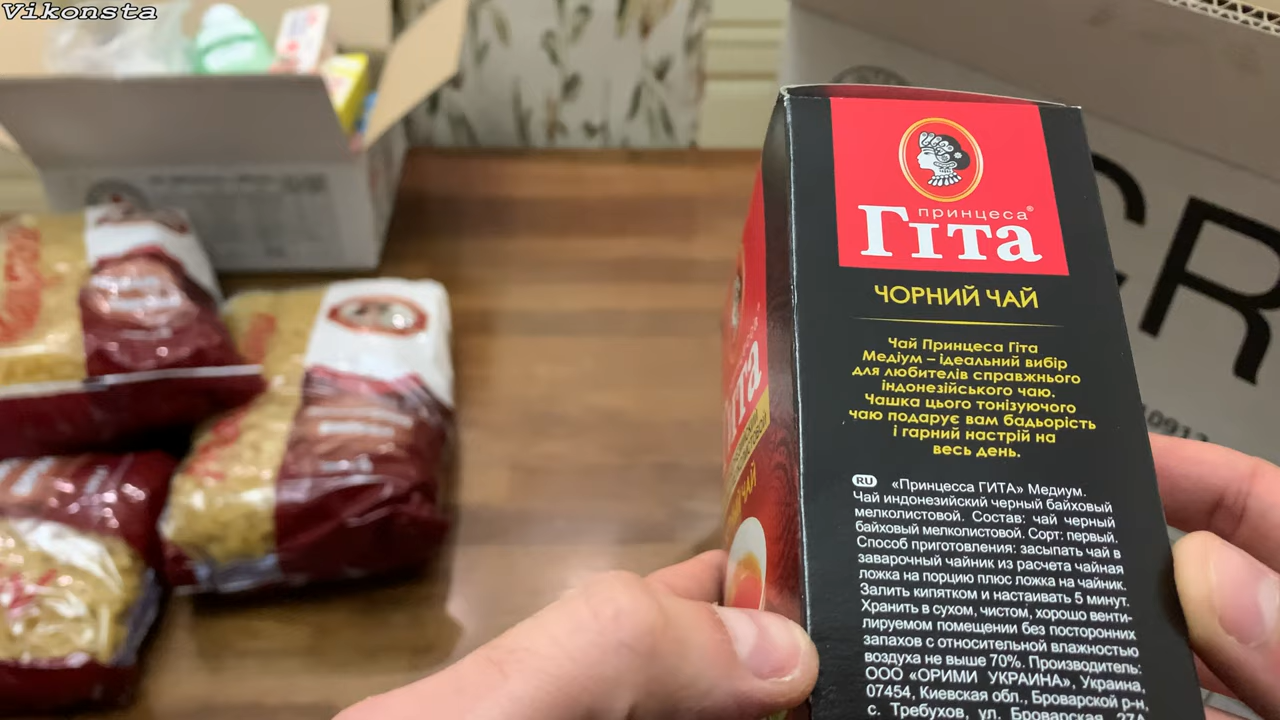 Vikonsta
принцеса
Гіта
ЧОРНИЙ ЧАЙ
Чай Принцеса Гіта
Медіум – ідеальний вибір
для любителів справжнього
індонезійського чаю.
Чашка цього тонізуючого
чаю подарує вам бадьорість
і гарний настрій на
весь день.
RU «Принцесса ГИТА» Медиум.
Чай индонезийский черный байховый
мелколистовой. Состав: чай черный
байховый мелколистовой. Сорт: первый.
Способ приготовления: засыпать чай в
заварочный чайник из расчета чайная
ложка на порцию плюс ложка на чайник.
Залить кипятком и настаивать 5 минут.
Хранить в сухом, чистом, хорошо венти-
лируемом помещении без посторонних
запахов с относительной влажностью
воздуха не выше 70%. Производитель:
ООО «ОРИМИ УКРАИНА», Украина,
07454, Киевская обл., Броварской р-н,
с. Требухов, ул. Броварская, 27А
ЧАЙ
GR